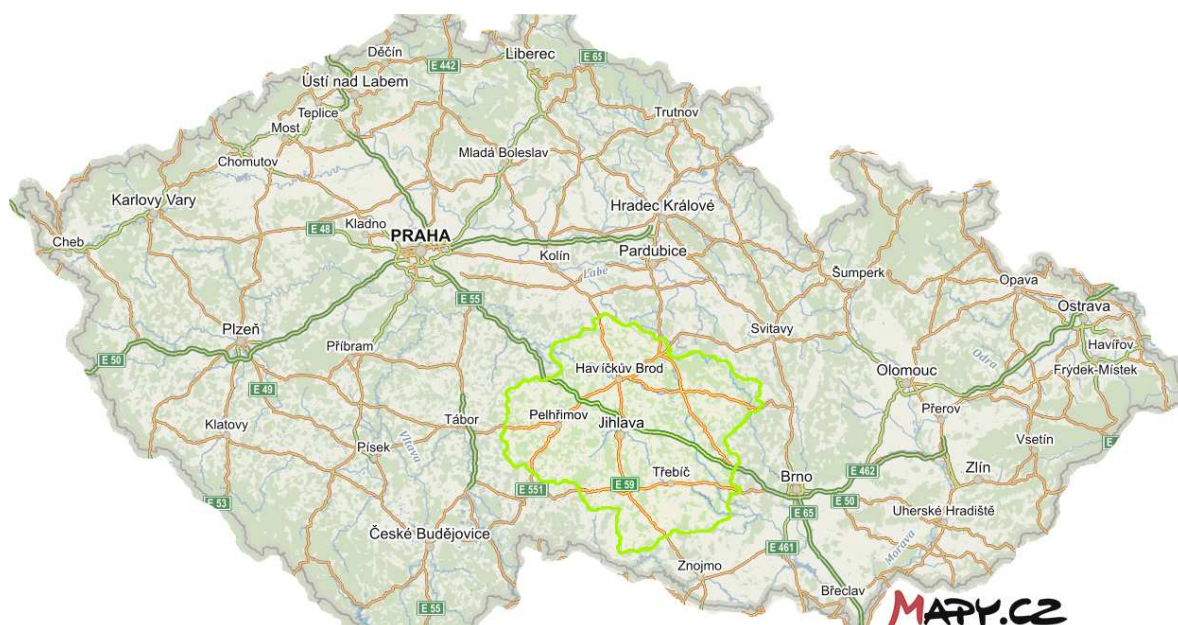 Děčín
Liberec
E 65
E 442
Ústí nad Labem
Teplice
Most
Trutnov
Chomutov
Mladá Boleslav
Karlovy Vary
Hradec Králové
Kladno
E 48
PRAHA
Cheb
Kolín
Pardubice
Labe
Šumperk
Opava
E 55
Ostrava
Plzeň
Svitavy
Příbram
Havířov
E 50
Odra
Havíčkův Brod
Olomouc
Frýdek-Místek
E 49
Přerov
Pelhřimov
Klatovy
Tábor
Jihlava
Písek
Vltava
Vsetín
Třebíč
E 462
Zlín
Brno
E 59
E 551
E 50
E 53
E 65
Uherské Hradiště
České Budějovice
E 461
Morava
Znojmo
Břeclav
E 55
MAPY.CZ